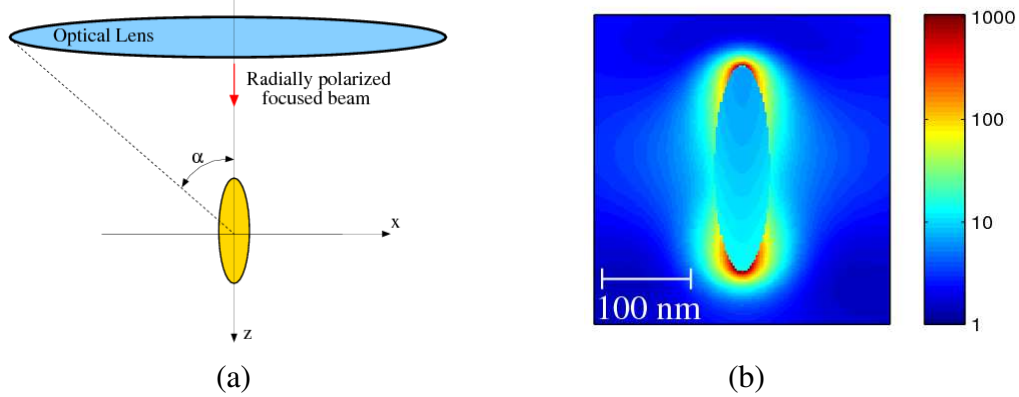 Optical Lens
Radially polarized
focused beam
α
x
z
(a)
1000
100
10
1
100 nm
(b)